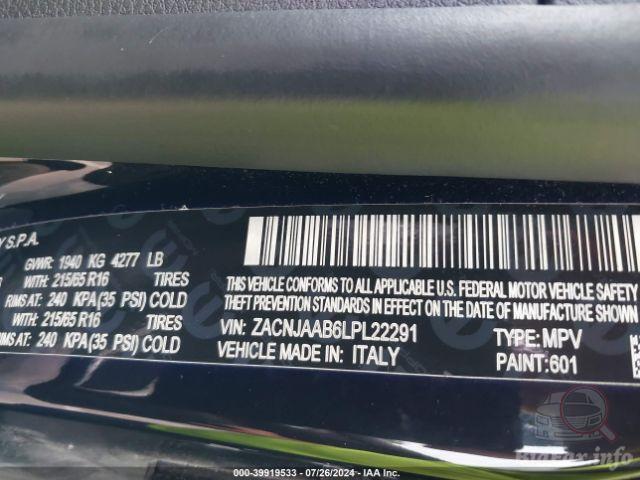 Y S.P.A.
GVWR: 1940 KG 4277 LB
WITH: 215/65 R16 TIRES
RIMS AT: 240 KPA(35 PSI) COLD
WITH: 215/65 R16 TIRES
RIMS AT: 240 KPA(35 PSI) COLD
THIS VEHICLE CONFORMS TO ALL APPLICABLE U.S. FEDERAL MOTOR VEHICLE SAFETY
THEFT PREVENTION STANDARDS IN EFFECT ON THE DATE OF MANUFACTURE SHOWN
VIN: ZACNJAAB6LPL22291 TYPE: MPV
VEHICLE MADE IN: ITALY PAINT:601
Bidcar.info
000-39919533 - 07/26/2024 - IAA Inc.